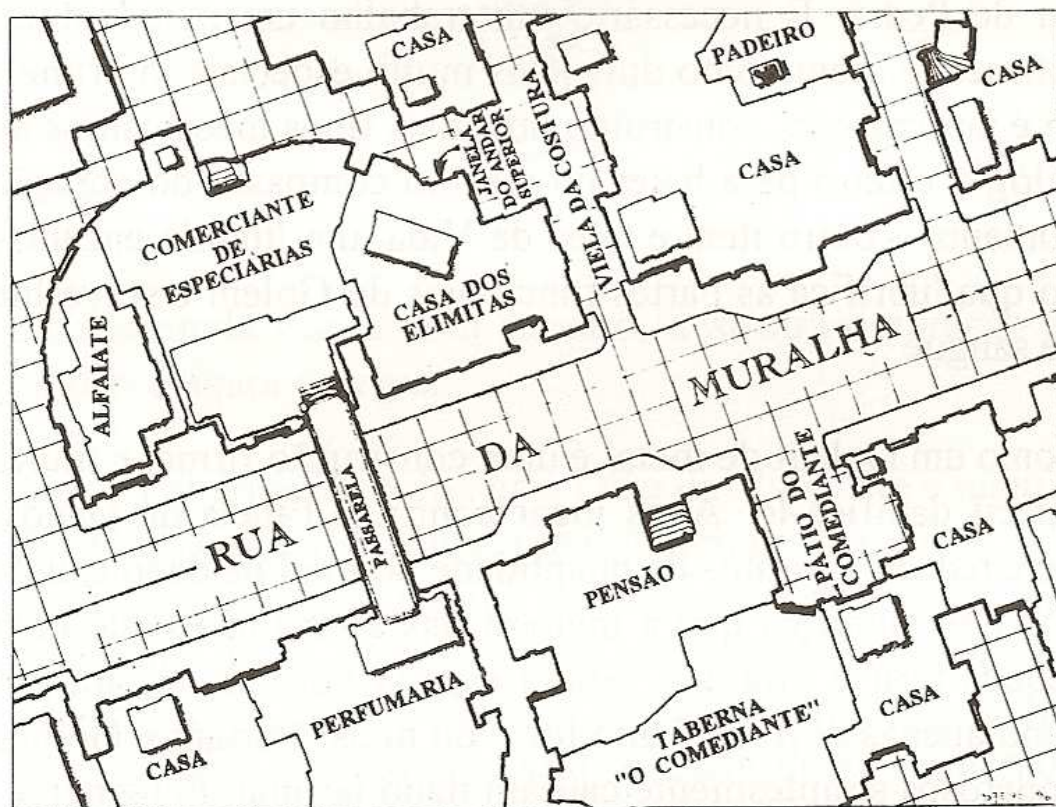 CASA
PADEIRO
CASA
JANELA
DO ANDAR
SUPERIOR
VIELA DA COSTURA
CASA
COMERCIANTE
DE
ESPECIÁRIAS
CASA DOS
ELIMITAS
ALFAIATE
RUA DA MURALHA
PASSARELA
PÁTIO DO
COMEDIANTE
CASA
PENSÃO
PERFUMARIA
CASA
TABERNA
"O COMEDIANTE"
CASA